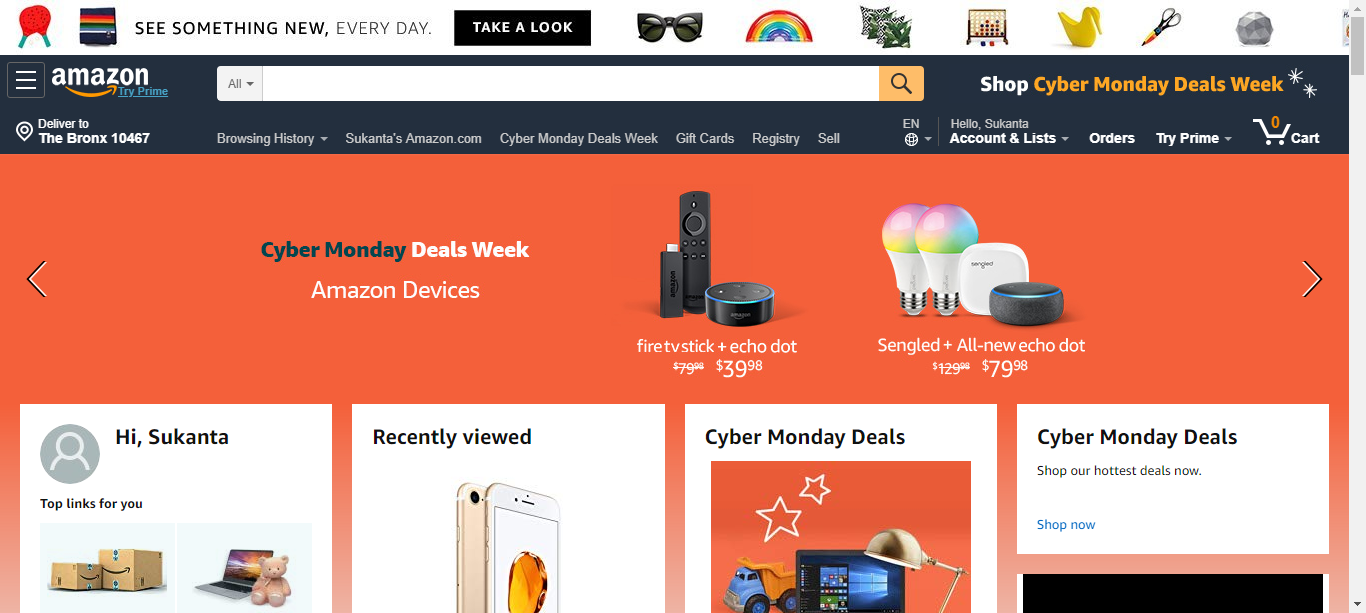 SEE SOMETHING NEW, EVERY DAY.
TAKE A LOOK
amazon
Try Prime
All
Shop Cyber Monday Deals Week
Deliver to
The Bronx 10467
Browsing History
Sukanta's Amazon.com
Cyber Monday Deals Week
Gift Cards
Registry
Sell
EN
Hello, Sukanta
Account & Lists
Orders
Try Prime
0
Cart
Cyber Monday Deals Week
Amazon Devices
amazon
amazon
sengled
fire tv stick + echo dot
$79.98 $39.98
Sengled + All-new echo dot
$129.98 $79.98
Hi, Sukanta
Top links for you
Recently viewed
Cyber Monday Deals
Cyber Monday Deals
Shop our hottest deals now.
Shop now